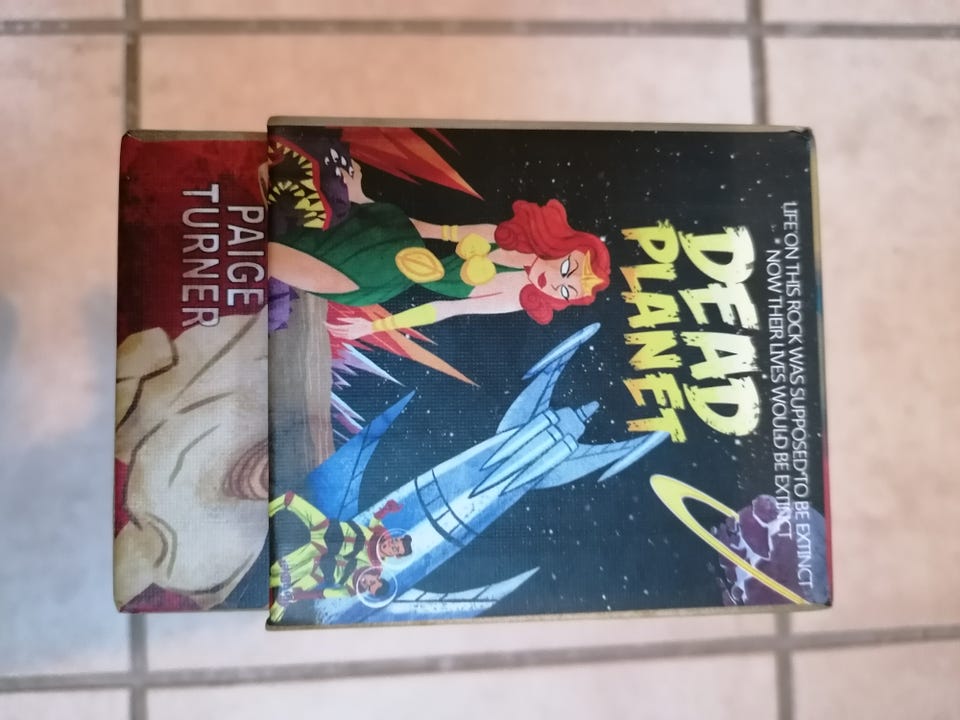 LIFE ON THIS ROCK WAS SUPPOSED TO BE EXTINCT
NOW THEIR LIVES WOULD BE EXTINCT
DEAD
PLANET
PAIGE
TURNER